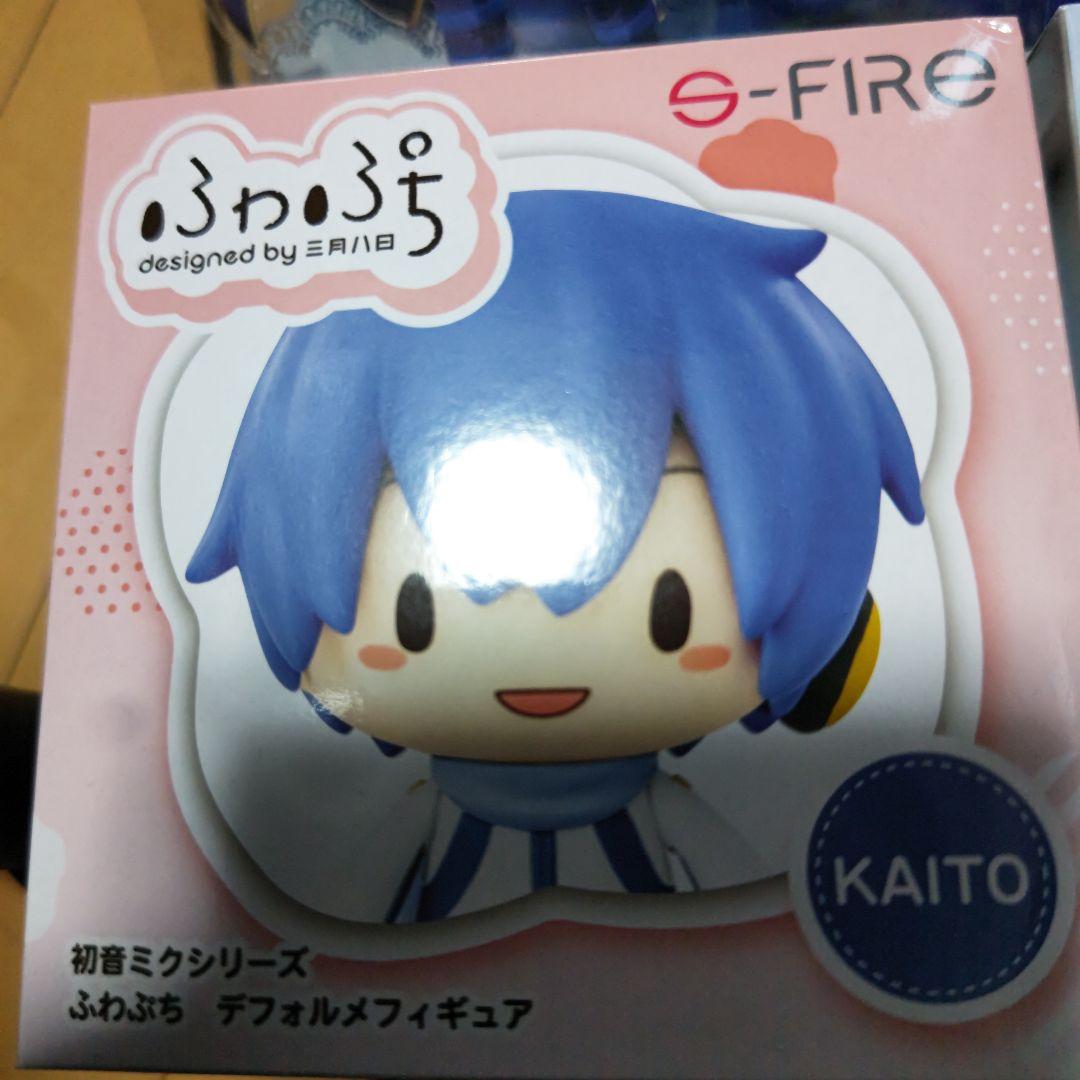 S-FIRE
ふわぷち
designed by 三月八日
KAITO
初音ミクシリーズ
ふわぷち デフォルメフィギュア